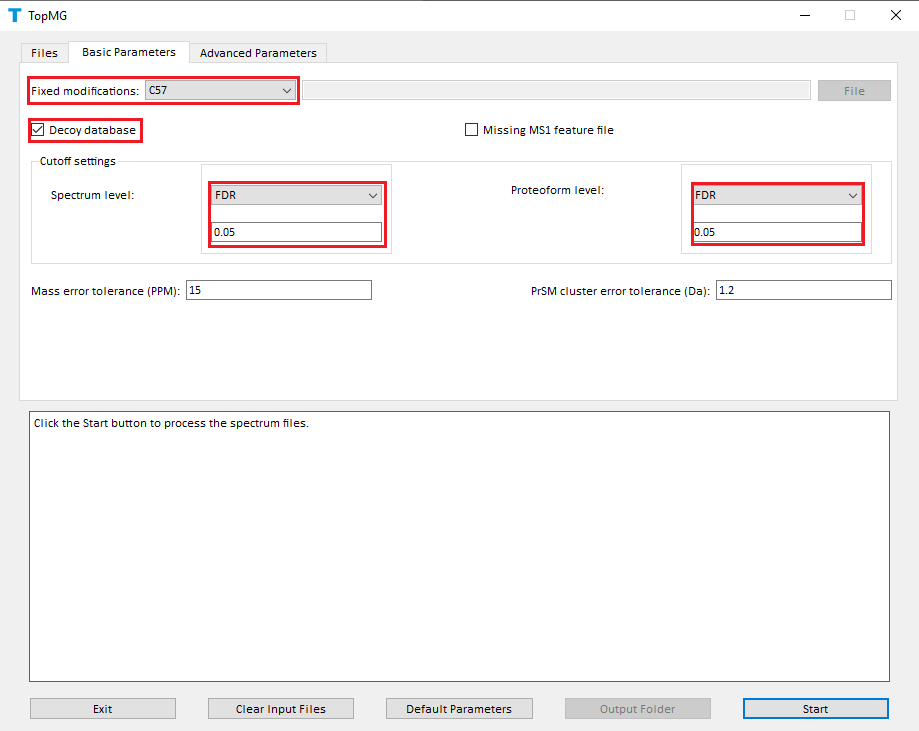 TopMG
Files Basic Parameters Advanced Parameters
Fixed modifications: C57 File
Decoy database Missing MS1 feature file
Cutoff settings
Spectrum level: FDR Proteoform level: FDR
0.05 0.05
Mass error tolerance (PPM): 15 PrSM cluster error tolerance (Da): 1.2
Click the Start button to process the spectrum files.
Exit Clear Input Files Default Parameters Output Folder Start